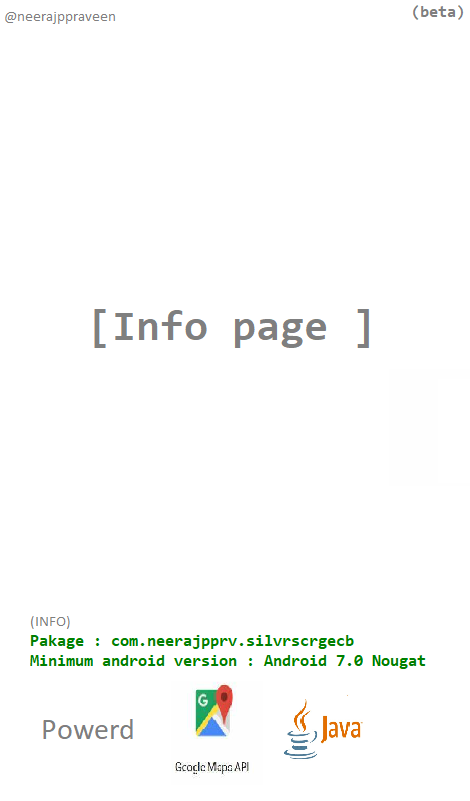 @neerajppraveen
(beta)
[Info page ]
(INFO)
Pakage : com.neerajpprv.silvrscrgecb
Minimum android version : Android 7.0 Nougat
Powerd
G
Java
Google Maps API